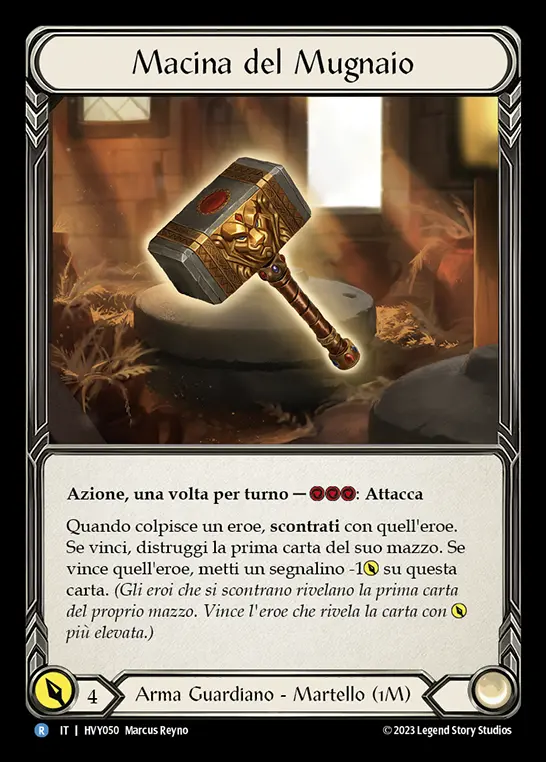 Macina del Mugnaio
Azione, una volta per turno — : Attacca
Quando colpisce un eroe, scontrati con quell'eroe.
Se vinci, distruggi la prima carta del suo mazzo. Se
vince quell'eroe, metti un segnalino -1 su questa
carta. (Gli eroi che si scontrano rivelano la prima carta
del proprio mazzo. Vince l'eroe che rivela la carta con
più elevata.)
4
Arma Guardiano - Martello (1M)
R IT | HVY050 Marcus Reyno
© 2023 Legend Story Studios